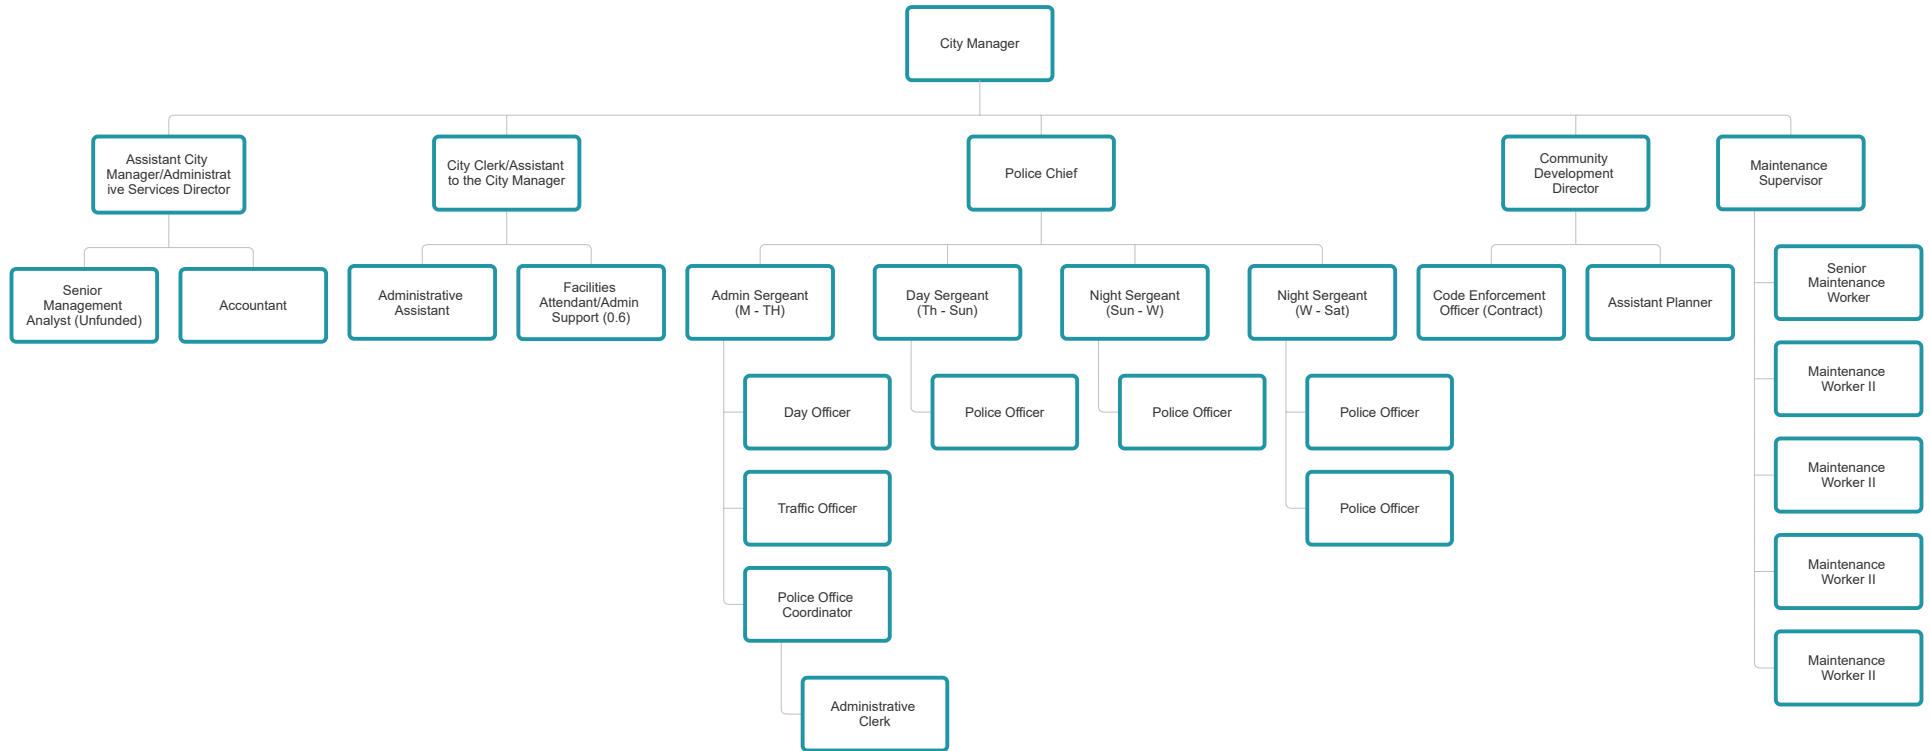 City Manager
Assistant City
Manager/Administrat
ive Services Director
City Clerk/Assistant
to the City Manager
Police Chief
Community
Development
Director
Maintenance
Supervisor
Senior
Management
Analyst (Unfunded)
Accountant
Administrative
Assistant
Facilities
Attendant/Admin
Support (0.6)
Admin Sergeant
(M - TH)
Day Sergeant
(Th - Sun)
Night Sergeant
(Sun - W)
Night Sergeant
(W - Sat)
Code Enforcement
Officer (Contract)
Assistant Planner
Senior
Maintenance
Worker
Day Officer
Police Officer
Police Officer
Police Officer
Maintenance
Worker II
Traffic Officer
Police Officer
Maintenance
Worker II
Police Office
Coordinator
Maintenance
Worker II
Administrative
Clerk
Maintenance
Worker II